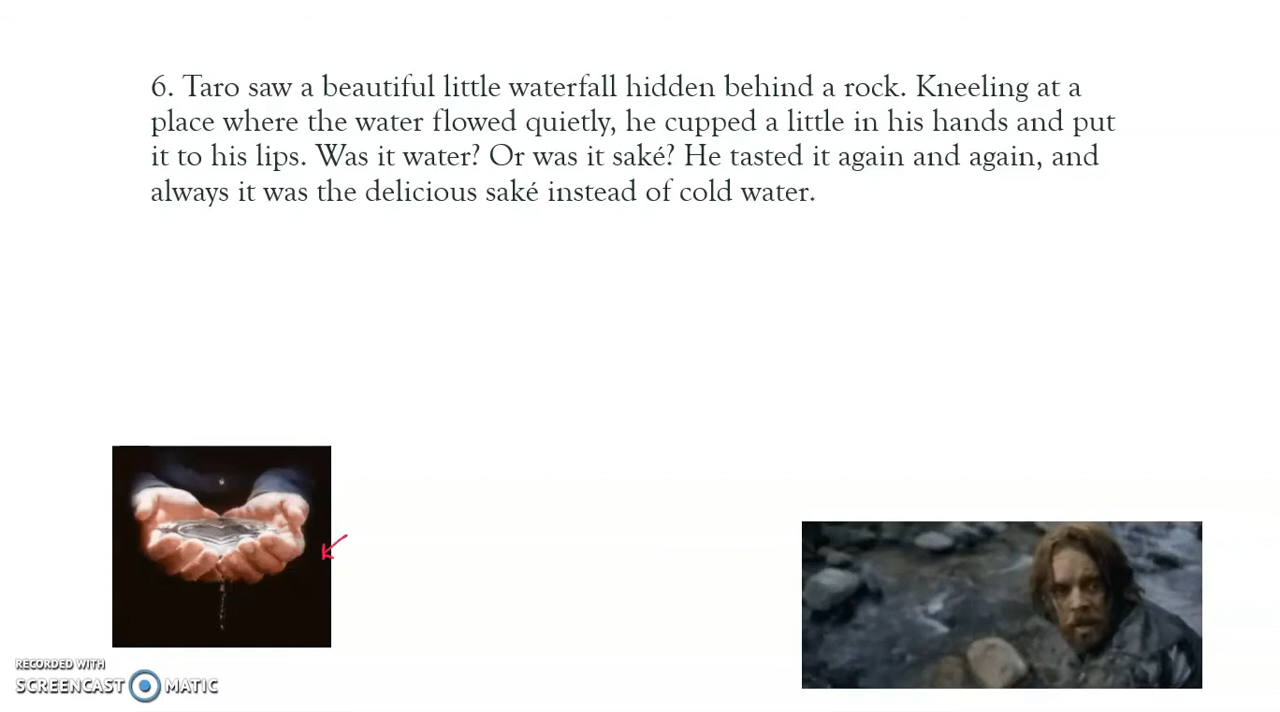 6. Taro saw a beautiful little waterfall hidden behind a rock. Kneeling at a
place where the water flowed quietly, he cupped a little in his hands and put
it to his lips. Was it water? Or was it saké? He tasted it again and again, and
always it was the delicious saké instead of cold water.
RECORDED WITH
SCREENCAST MATIC